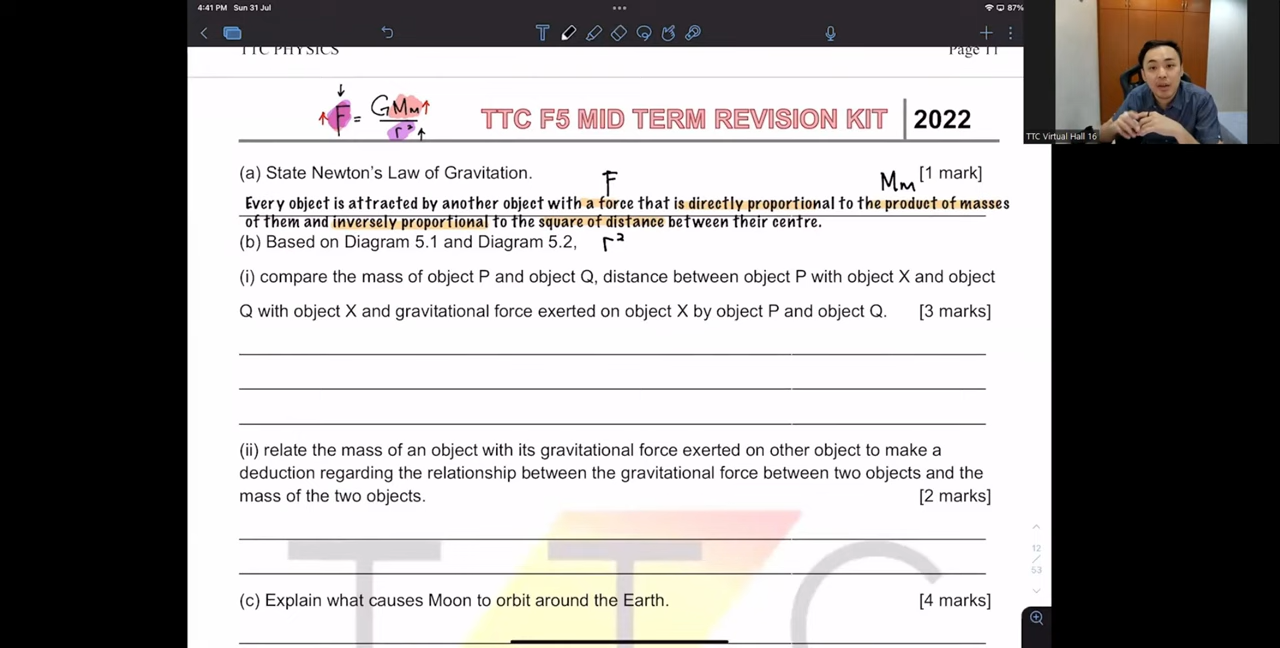 4:41 PM Sun 31 Jul
87%
TTC PHYSICS
Page 11
F = GMm
r²
TTC F5 MID TERM REVISION KIT 2022
TTC Virtual Hall 16
(a) State Newton's Law of Gravitation.
[1 mark]
F
Mm
Every object is attracted by another object with a force that is directly proportional to the product of masses
of them and inversely proportional to the square of distance between their centre.
(b) Based on Diagram 5.1 and Diagram 5.2,
r²
(i) compare the mass of object P and object Q, distance between object P with object X and object
Q with object X and gravitational force exerted on object X by object P and object Q. [3 marks]
(ii) relate the mass of an object with its gravitational force exerted on other object to make a
deduction regarding the relationship between the gravitational force between two objects and the
mass of the two objects. [2 marks]
12
/
53
TTC
(c) Explain what causes Moon to orbit around the Earth. [4 marks]